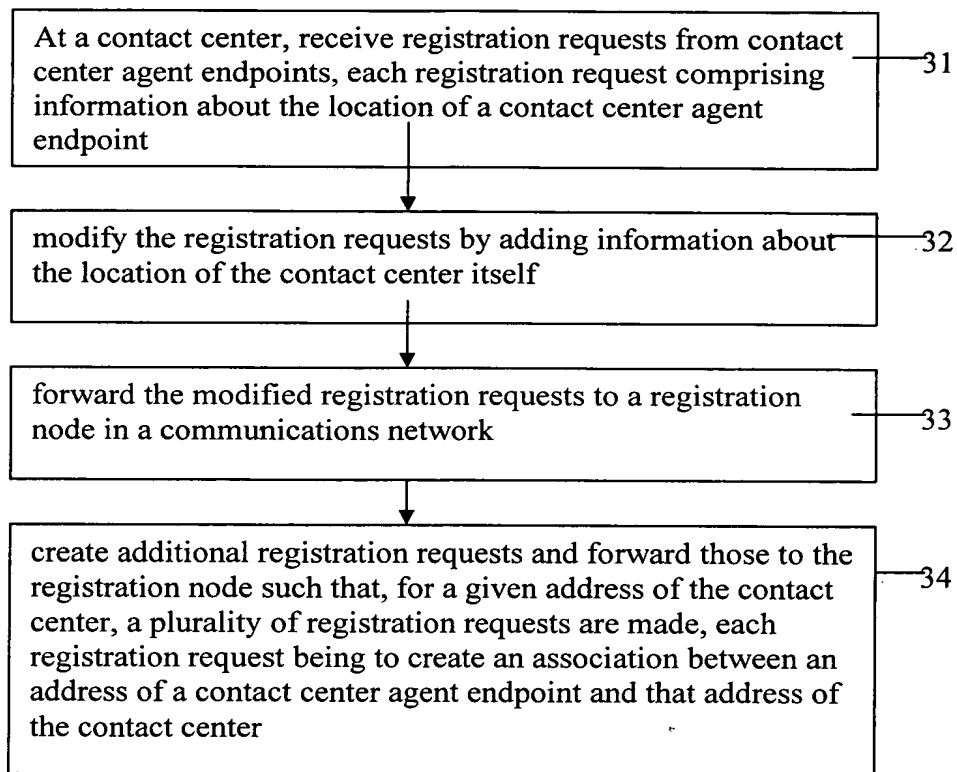 At a contact center, receive registration requests from contact
center agent endpoints, each registration request comprising
information about the location of a contact center agent
endpoint
31
modify the registration requests by adding information about
the location of the contact center itself
32
forward the modified registration requests to a registration
node in a communications network
33
create additional registration requests and forward those to the
registration node such that, for a given address of the contact
center, a plurality of registration requests are made, each
registration request being to create an association between an
address of a contact center agent endpoint and that address of
the contact center
34